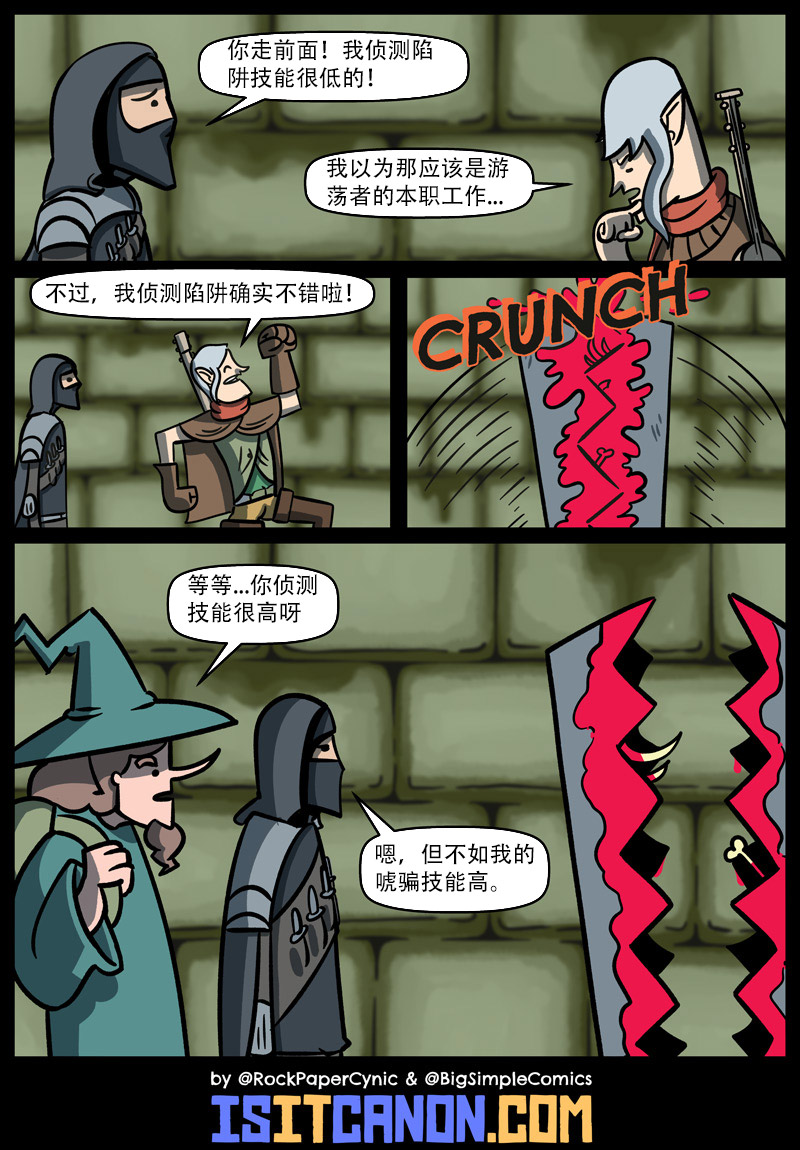 你走前面！我侦测陷
阱技能很低的！
我以为那应该是游
荡者的本职工作...
不过，我侦测陷阱确实不错啦！
CRUNCH
等等...你侦测
技能很高呀
嗯，但不如我的
唬骗技能高。
by @RockPaperCynic & @BigSimpleComics
ISITCANON.COM